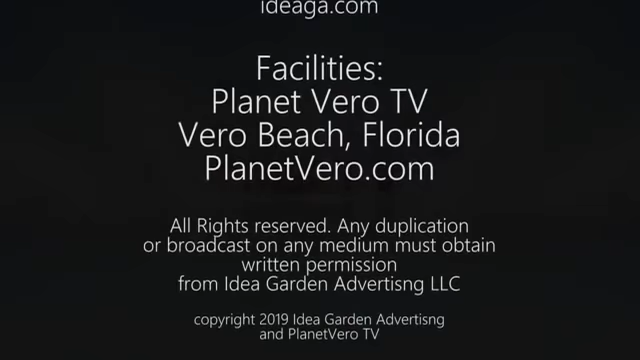 ideaga.com
Facilities:
Planet Vero TV
Vero Beach, Florida
PlanetVero.com
All Rights reserved. Any duplication
or broadcast on any medium must obtain
written permission
from Idea Garden Advertisng LLC
copyright 2019 Idea Garden Advertisng
and PlanetVero TV